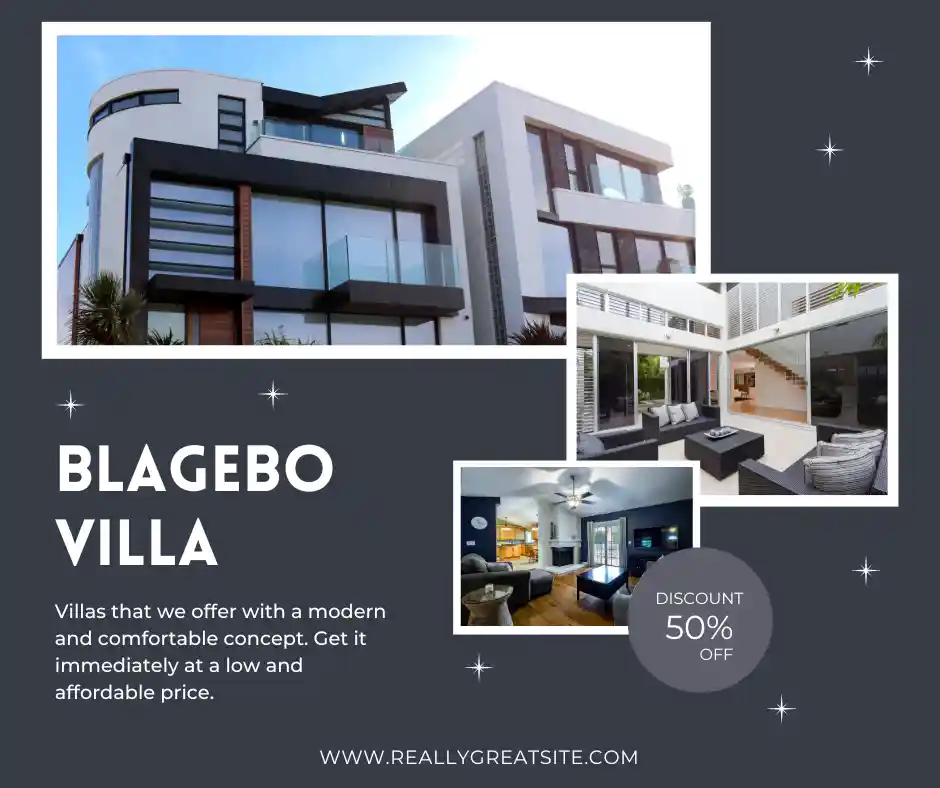 BLAGEBO
VILLA
Villas that we offer with a modern
and comfortable concept. Get it
immediately at a low and
affordable price.
DISCOUNT
50%
OFF
WWW.REALLYGREATSITE.COM